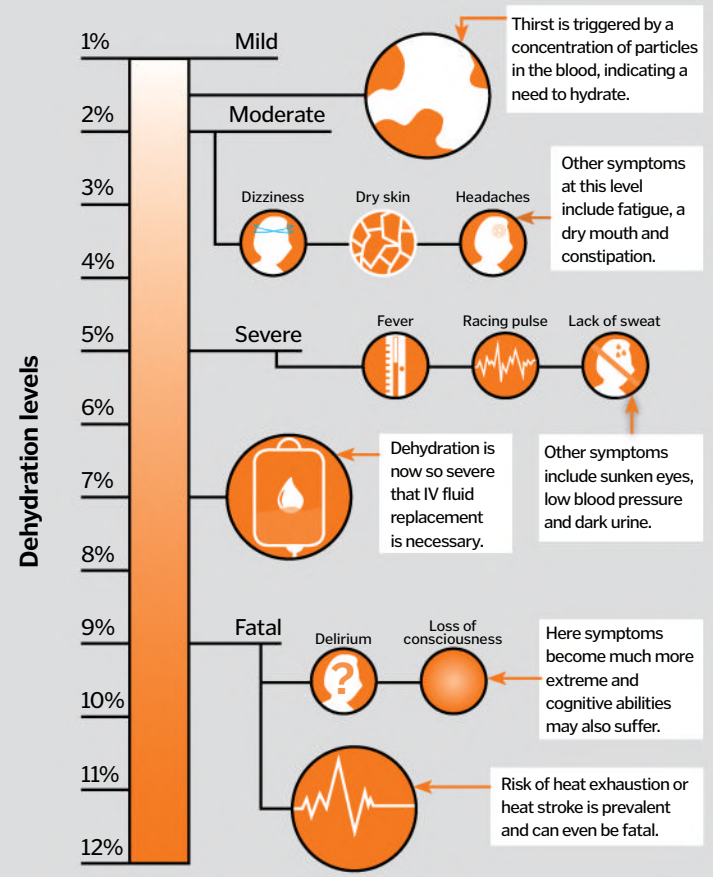 1%
Mild
Thirst is triggered by a
concentration of particles
in the blood, indicating a
need to hydrate.
2%
Moderate
3%
Dizziness
Dry skin
Headaches
Other symptoms
at this level
include fatigue, a
dry mouth and
constipation.
4%
5%
Severe
Fever
Racing pulse
Lack of sweat
Dehydration levels
6%
Other symptoms
include sunken eyes,
low blood pressure
and dark urine.
7%
Dehydration is
now so severe
that IV fluid
replacement
is necessary.
8%
9%
Fatal
Delirium
?
Loss of
consciousness
Here symptoms
become much more
extreme and
cognitive abilities
may also suffer.
10%
11%
Risk of heat exhaustion or
heat stroke is prevalent
and can even be fatal.
12%